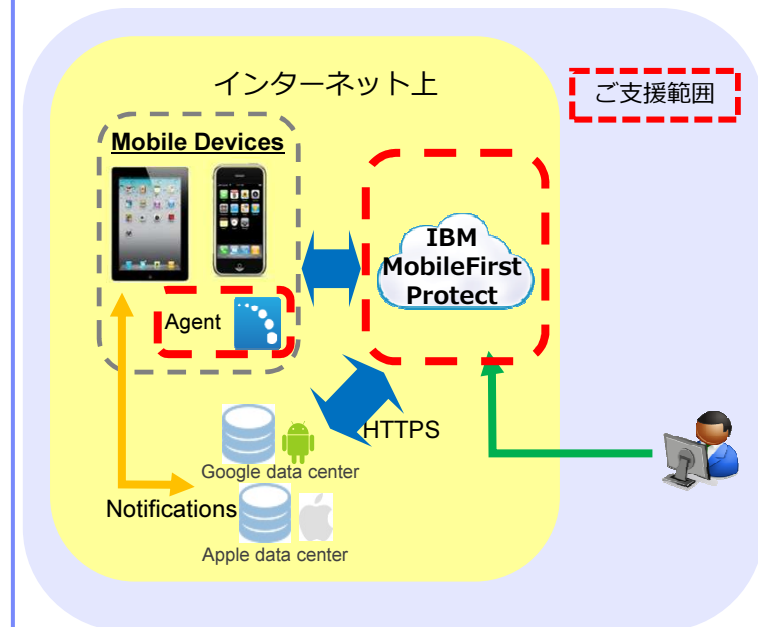 インターネット上
ご支援範囲
Mobile Devices
IBM
MobileFirst
Protect
Agent
HTTPS
Google data center
Notifications
Apple data center